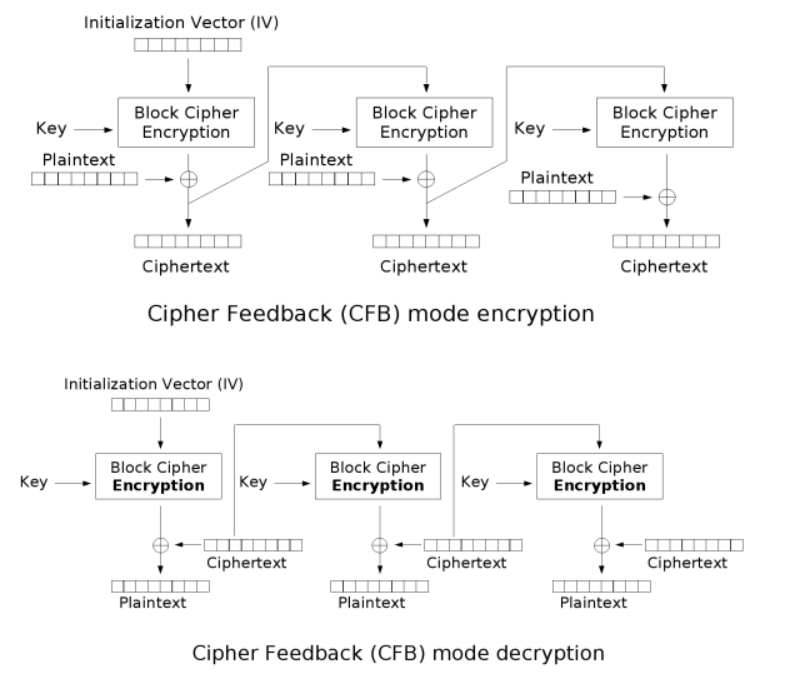 Initialization Vector (IV)
Block Cipher
Encryption
Block Cipher
Encryption
Block Cipher
Encryption
Key
Key
Key
Plaintext
Plaintext
Plaintext
Ciphertext
Ciphertext
Ciphertext
Cipher Feedback (CFB) mode encryption
Initialization Vector (IV)
Block Cipher
Encryption
Block Cipher
Encryption
Block Cipher
Encryption
Key
Key
Key
Ciphertext
Ciphertext
Ciphertext
Plaintext
Plaintext
Plaintext
Cipher Feedback (CFB) mode decryption